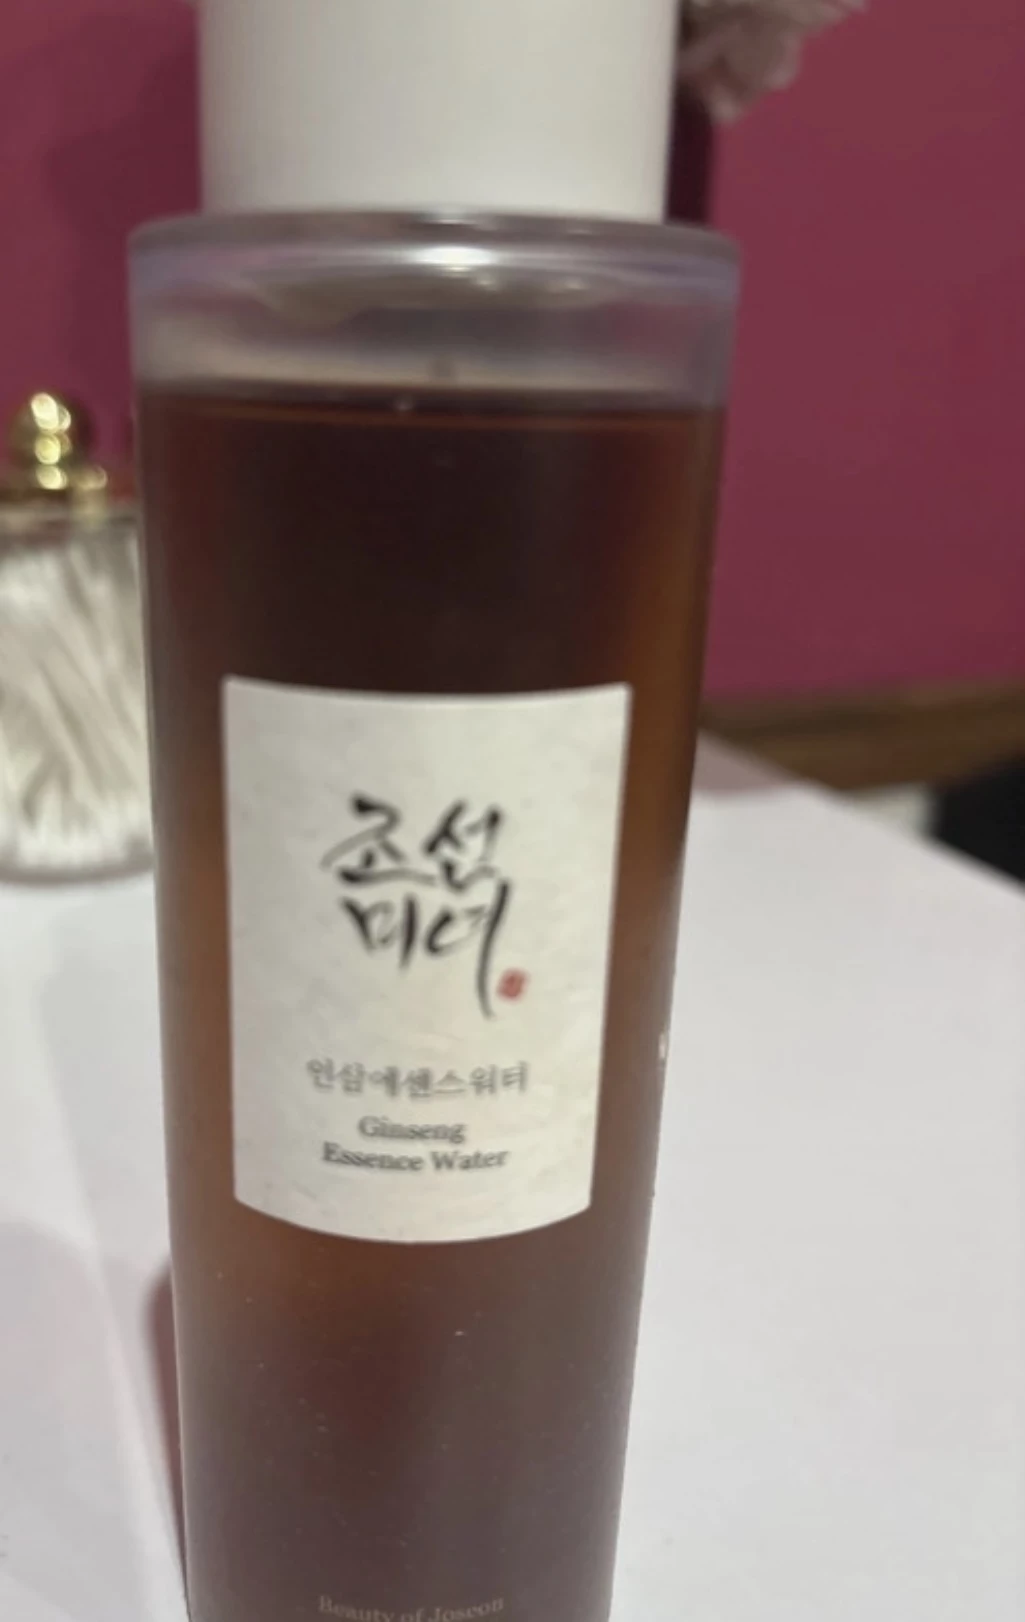 조선
미녀
인삼에센스워터
Ginseng
Essence Water
Beauty of Joseon